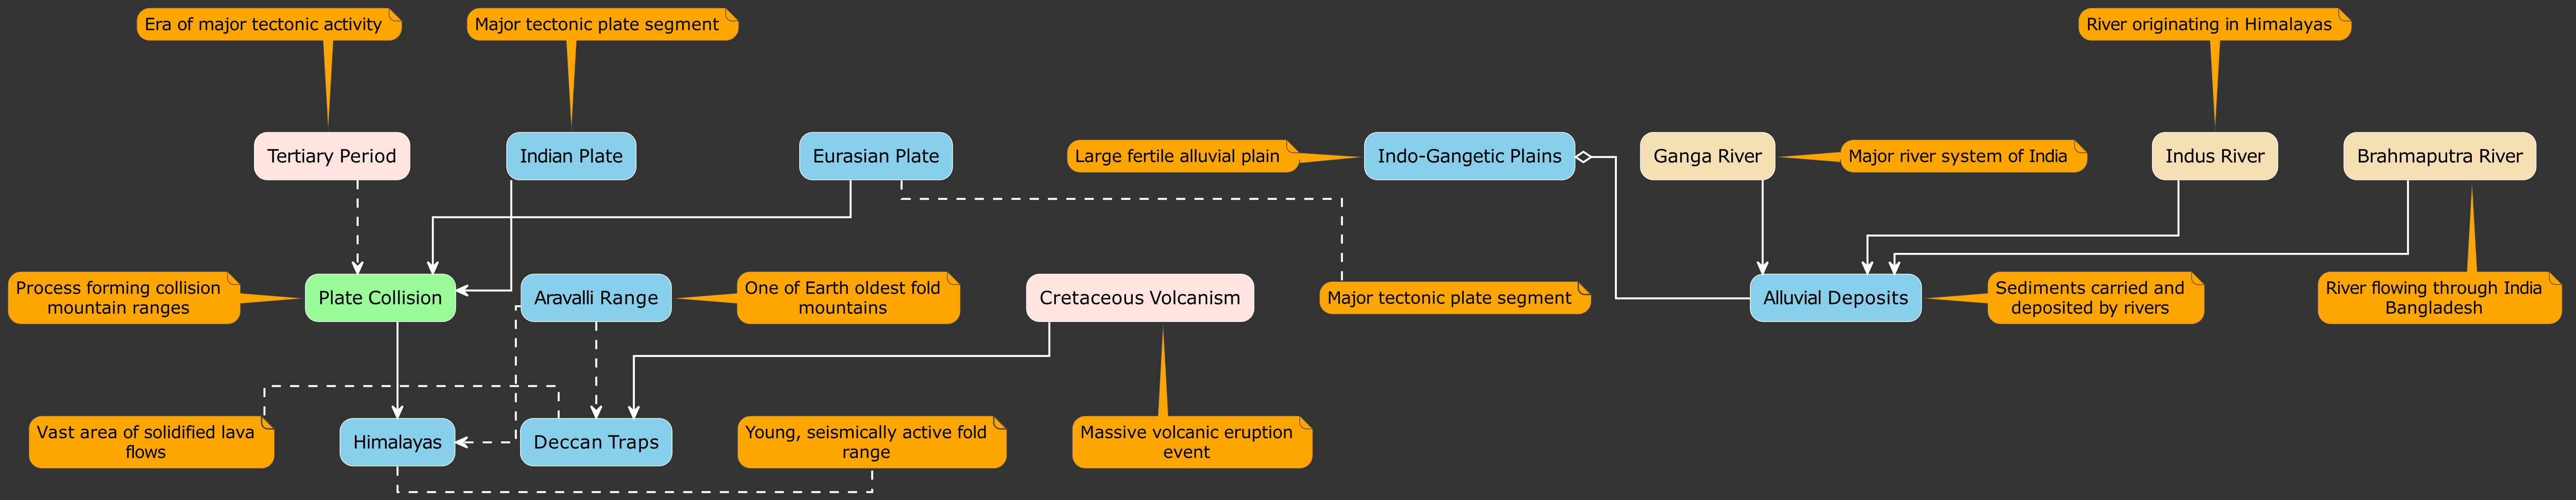 Era of major tectonic activity
Major tectonic plate segment
River originating in Himalayas
Tertiary Period
Indian Plate
Eurasian Plate
Large fertile alluvial plain
Indo-Gangetic Plains
Ganga River
Major river system of India
Indus River
Brahmaputra River
Process forming collision
mountain ranges
Plate Collision
Aravalli Range
One of Earth oldest fold
mountains
Cretaceous Volcanism
Major tectonic plate segment
Alluvial Deposits
Sediments carried and
deposited by rivers
River flowing through India
Bangladesh
Vast area of solidified lava
flows
Himalayas
Deccan Traps
Young, seismically active fold
range
Massive volcanic eruption
event